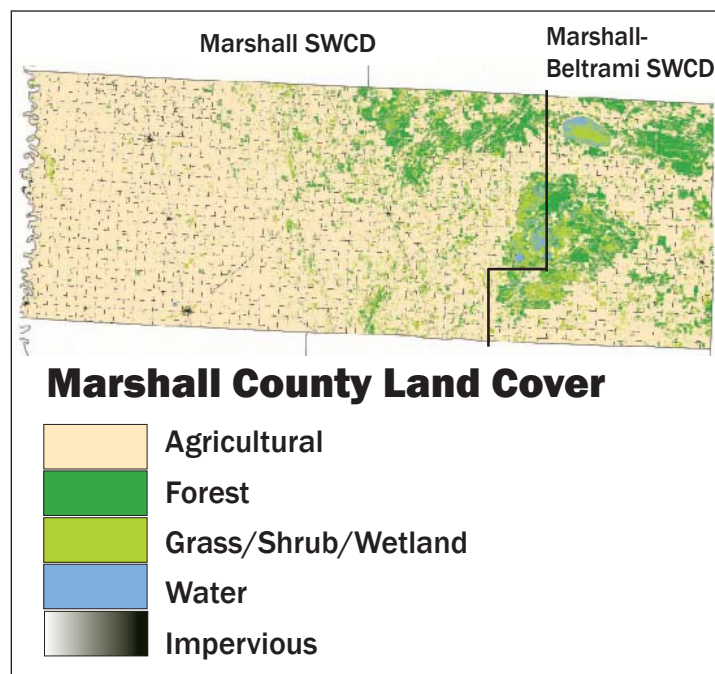 Marshall SWCD
Marshall-
Beltrami SWCD
Marshall County Land Cover
Agricultural
Forest
Grass/Shrub/Wetland
Water
Impervious